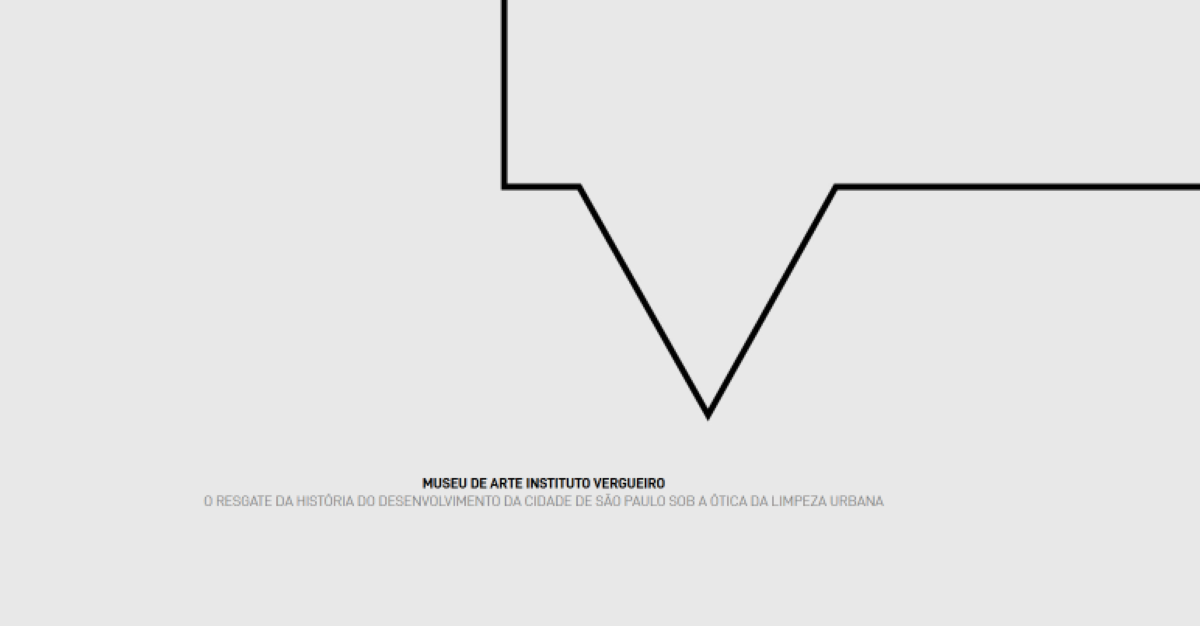 MUSEU DE ARTE INSTITUTO VERGUEIRO
O RESGATE DA HISTÓRIA DO DESENVOLVIMENTO DA CIDADE DE SÃO PAULO SOB A ÓTICA DA LIMPEZA URBANA